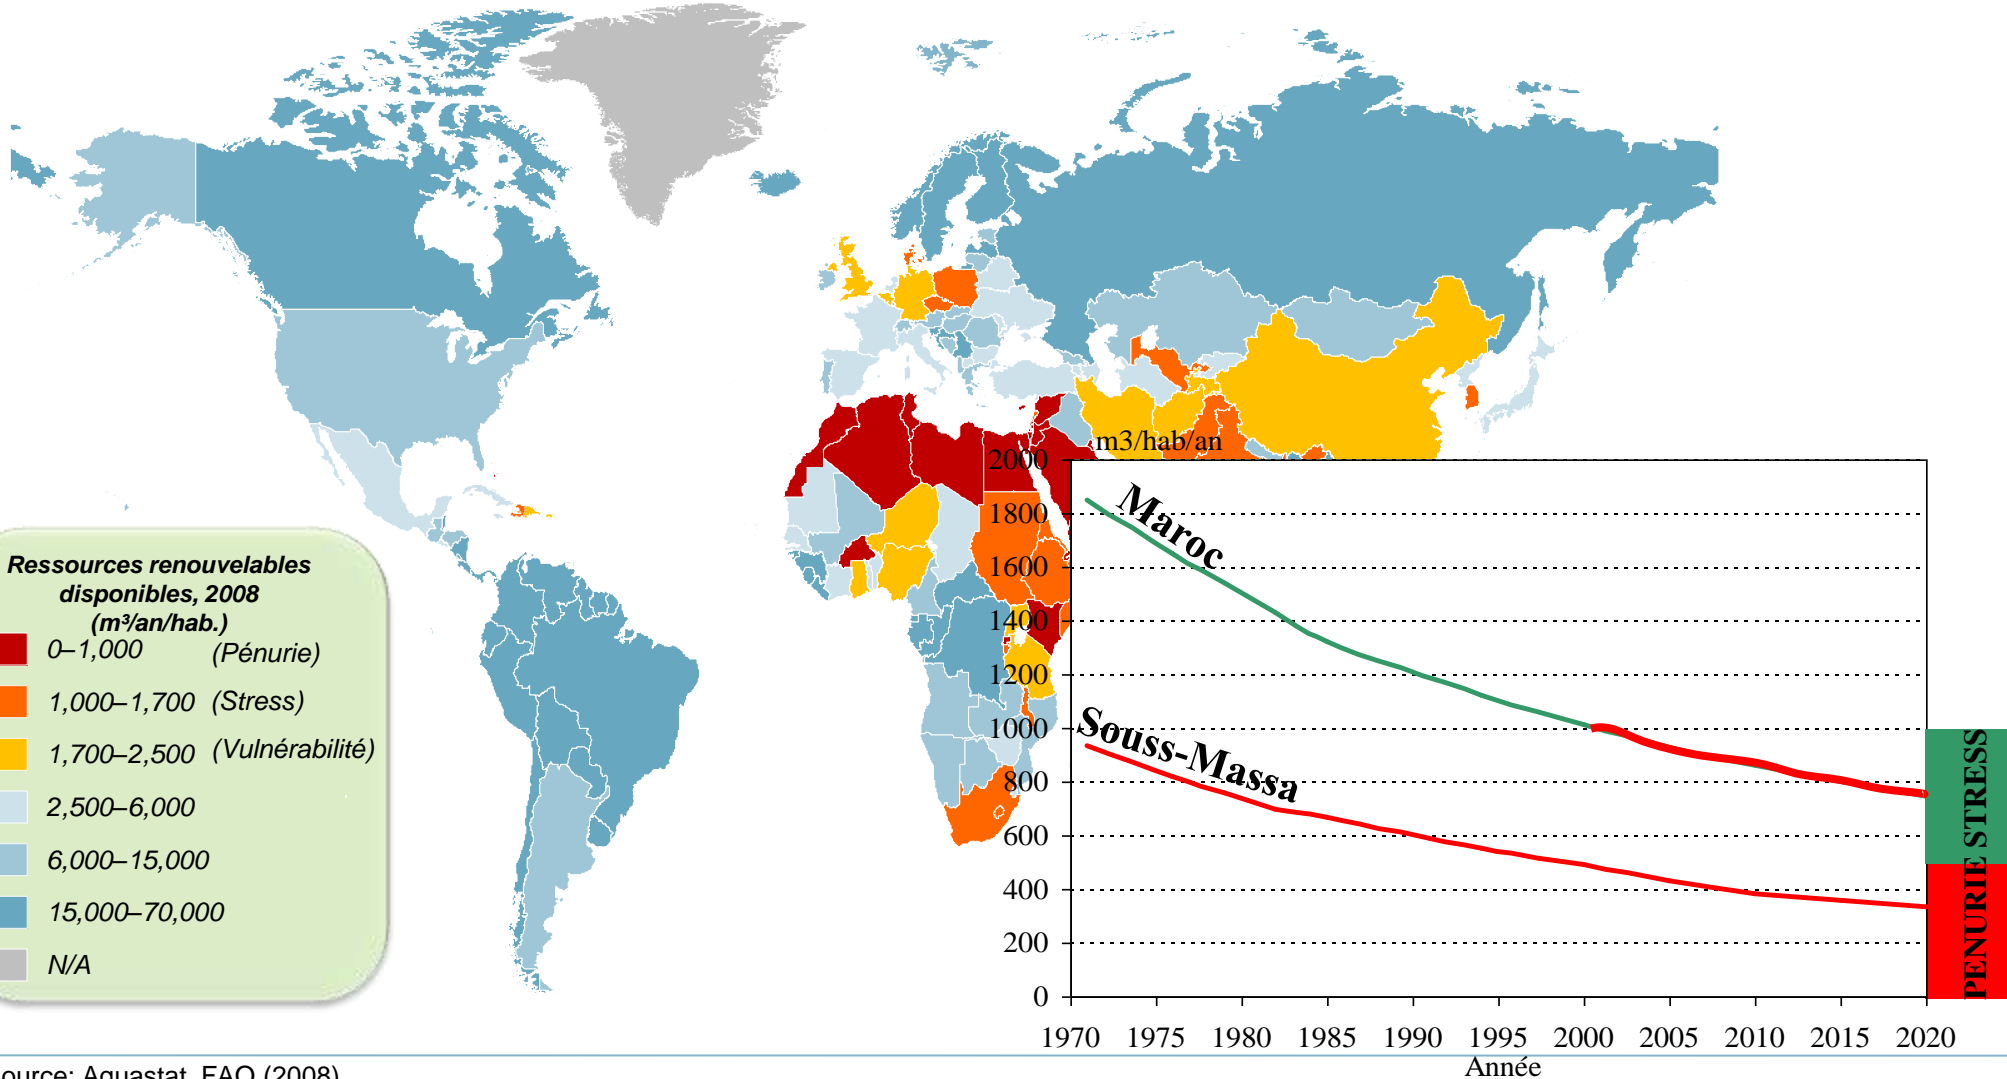 Ressources renouvelables
disponibles, 2008
(m³/an/hab.)
0–1,000 (Pénurie)
1,000–1,700 (Stress)
1,700–2,500 (Vulnérabilité)
2,500–6,000
6,000–15,000
15,000–70,000
N/A
m3/hab/an
2000
1800
1600
1400
1200
1000
800
600
400
200
0
Maroc
Souss-Massa
STRESS
PENURIE
1970 1975 1980 1985 1990 1995 2000 2005 2010 2015 2020
Année
ource: Aquastat, FAO (2008)